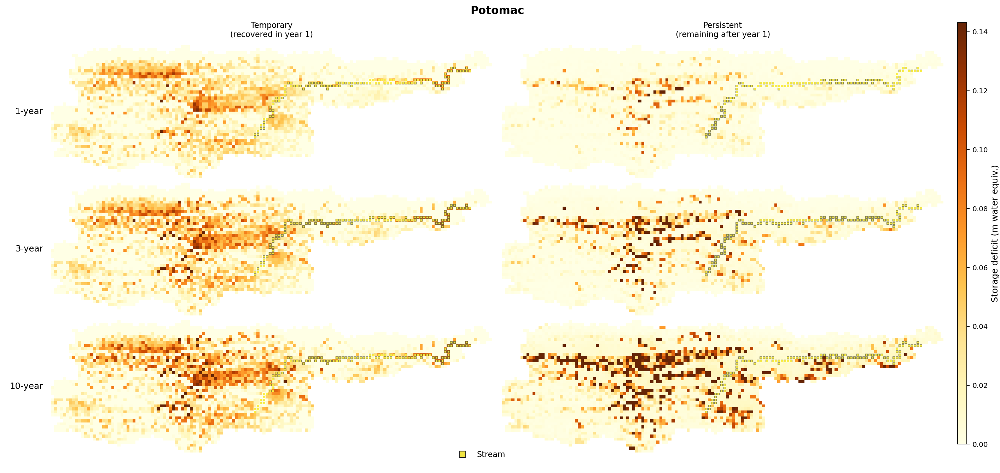 Potomac
Temporary
(recovered in year 1)
Persistent
(remaining after year 1)
1-year
3-year
10-year
0.14
0.12
0.10
0.08
0.06
0.04
0.02
0.00
Storage deficit (m water equiv.)
Stream